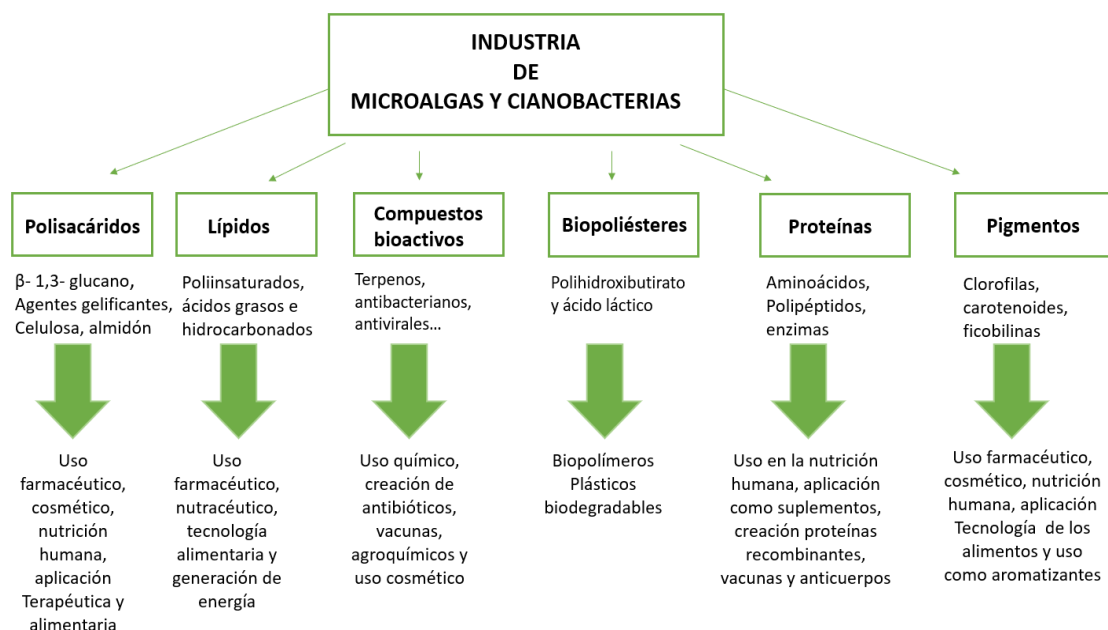 INDUSTRIA
DE
MICROALGAS Y CIANOBACTERIAS
Polisacáridos
β- 1,3- glucano,
Agentes gelificantes,
Celulosa, almidón
Uso
farmacéutico,
cosmético,
nutrición
humana,
aplicación
Terapéutica y
alimentaria
Lípidos
Poliinsaturados,
ácidos grasos e
hidrocarbonados
Uso
farmacéutico,
nutracéutico,
tecnología
alimentaria y
generación de
energía
Compuestos
bioactivos
Terpenos,
antibacterianos,
antivirales...
Uso químico,
creación de
antibióticos,
vacunas,
agroquímicos y
uso cosmético
Biopoliésteres
Polihidroxibutirato
y ácido láctico
Biopolímeros
Plásticos
biodegradables
Proteínas
Aminoácidos,
Polipéptidos,
enzimas
Uso en la nutrición
humana, aplicación
como suplementos,
creación proteínas
recombinantes,
vacunas y anticuerpos
Pigmentos
Clorofilas,
carotenoides,
ficobilinas
Uso farmacéutico,
cosmético, nutrición
humana, aplicación
Tecnología de los
alimentos y uso
como aromatizantes